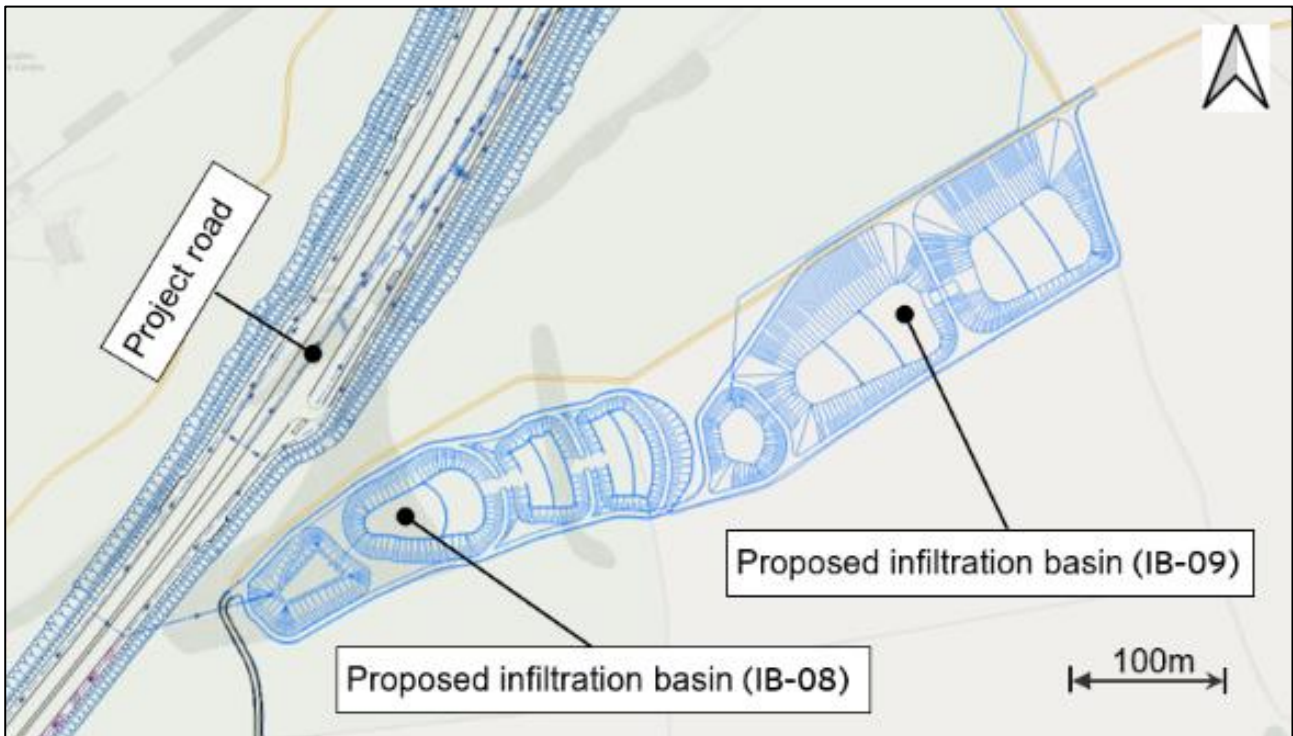 Project road
Proposed infiltration basin (IB-09)
Proposed infiltration basin (IB-08)
100m